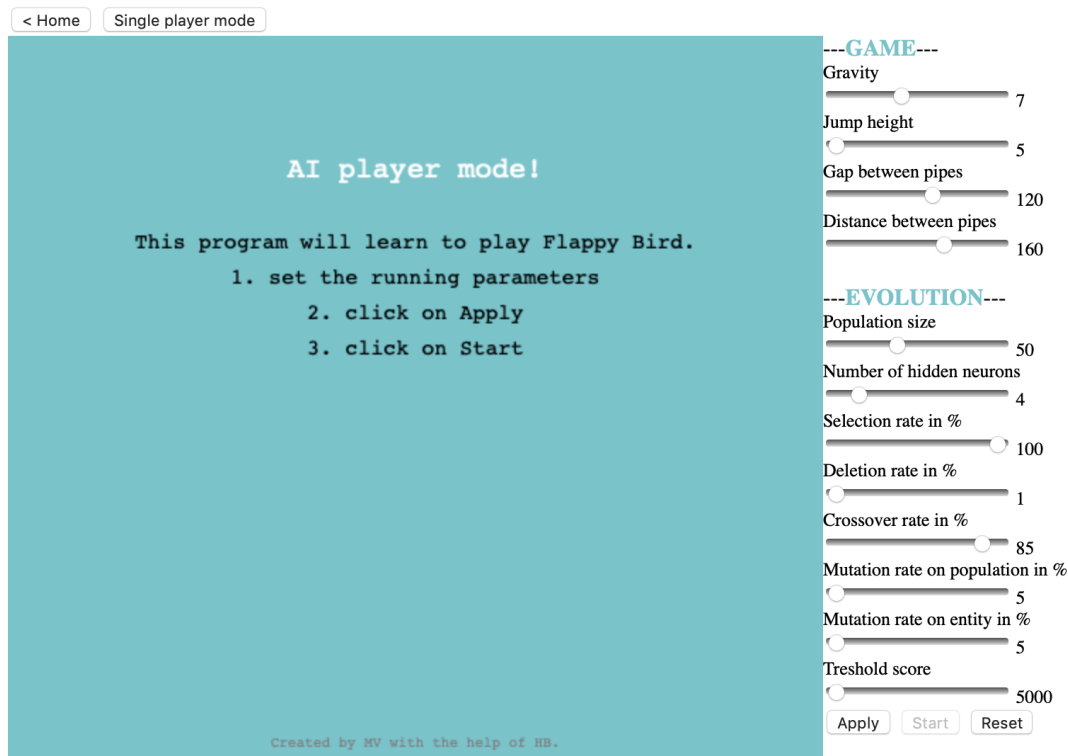 < Home Single player mode
AI player mode!
This program will learn to play Flappy Bird.
1. set the running parameters
2. click on Apply
3. click on Start
Created by MV with the help of HB.
---GAME---
Gravity
7
Jump height
5
Gap between pipes
120
Distance between pipes
160
---EVOLUTION---
Population size
50
Number of hidden neurons
4
Selection rate in %
100
Deletion rate in %
1
Crossover rate in %
85
Mutation rate on population in %
5
Mutation rate on entity in %
5
Treshold score
5000
Apply Start Reset